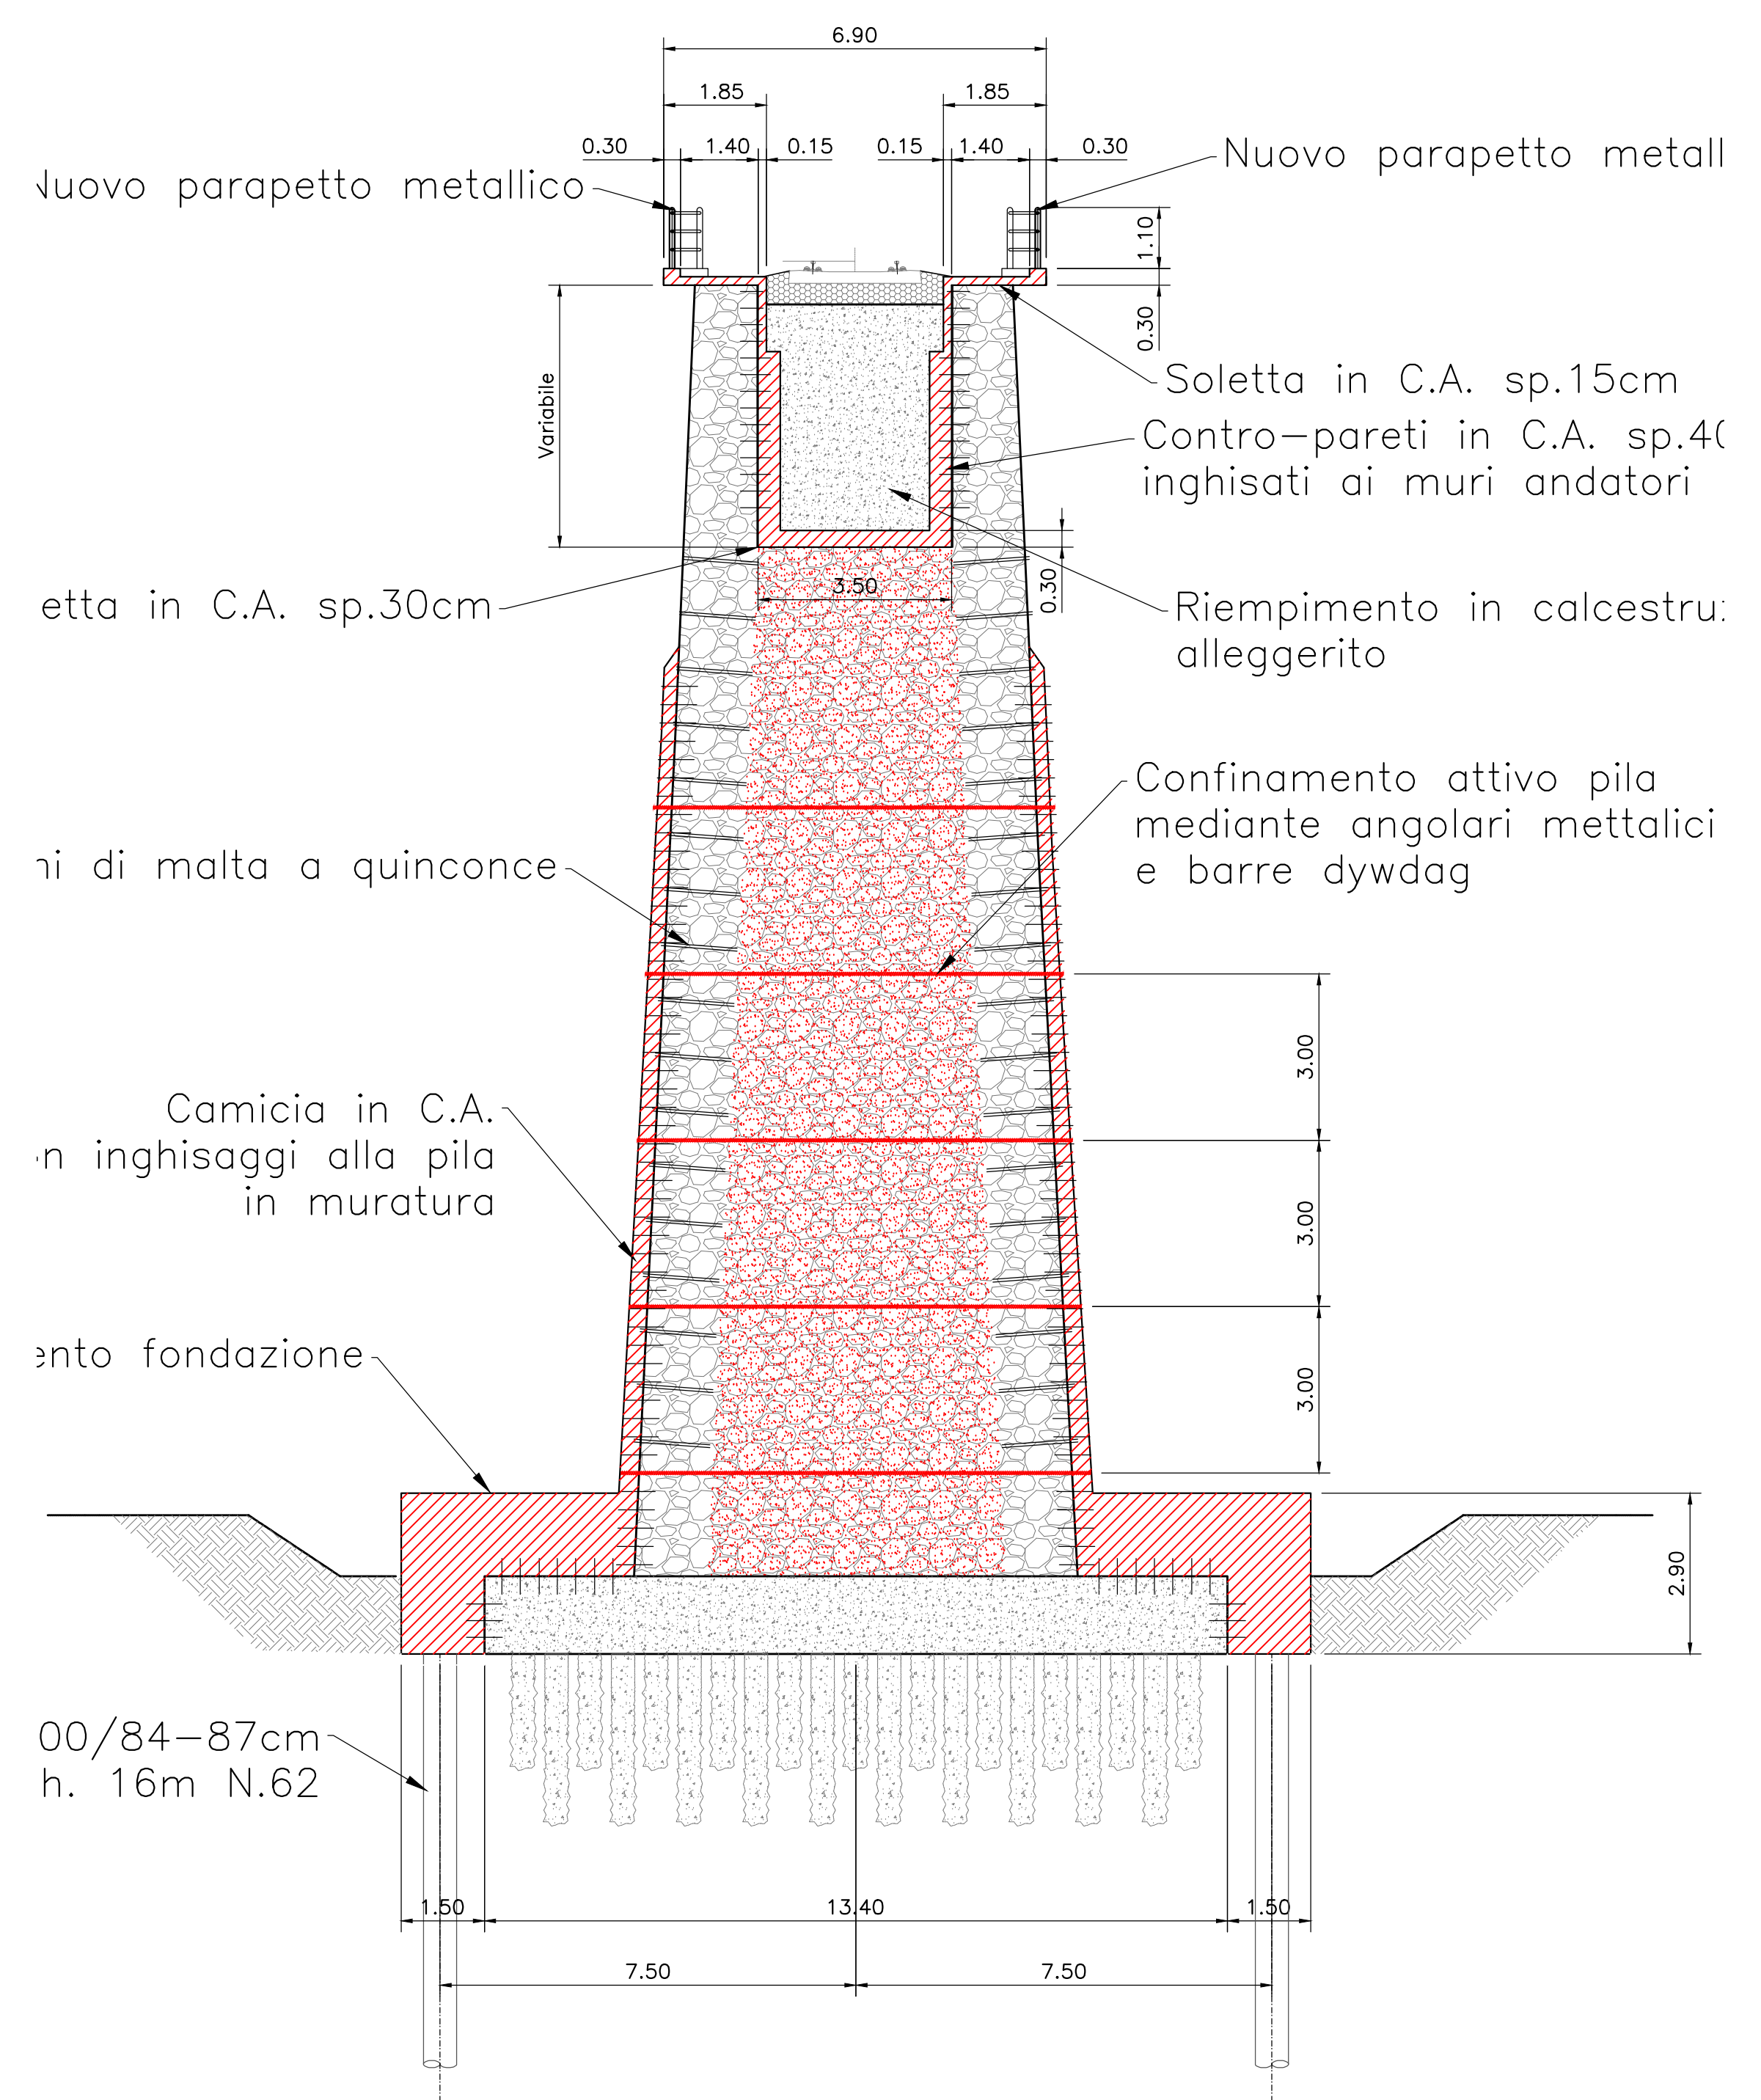 6.90
1.85 1.85
0.30 1.40 0.15 0.15 1.40 0.30
Nuovo parapetto metall
Nuovo parapetto metallico
1.10
0.30
Variabile
Soletta in C.A. sp.15cm
Contro-pareti in C.A. sp.40
inghisati ai muri andatori
0.30
3.50
etta in C.A. sp.30cm
Riempimento in calcestru
alleggerito
Confinamento attivo pila
mediante angolari mettalici
e barre dywdag
ni di malta a quinconce
3.00
Camicia in C.A.
n inghisaggi alla pila
in muratura
3.00
ento fondazione
3.00
2.90
00/84-87cm
h. 16m N.62
1.50 13.40 1.50
7.50 7.50